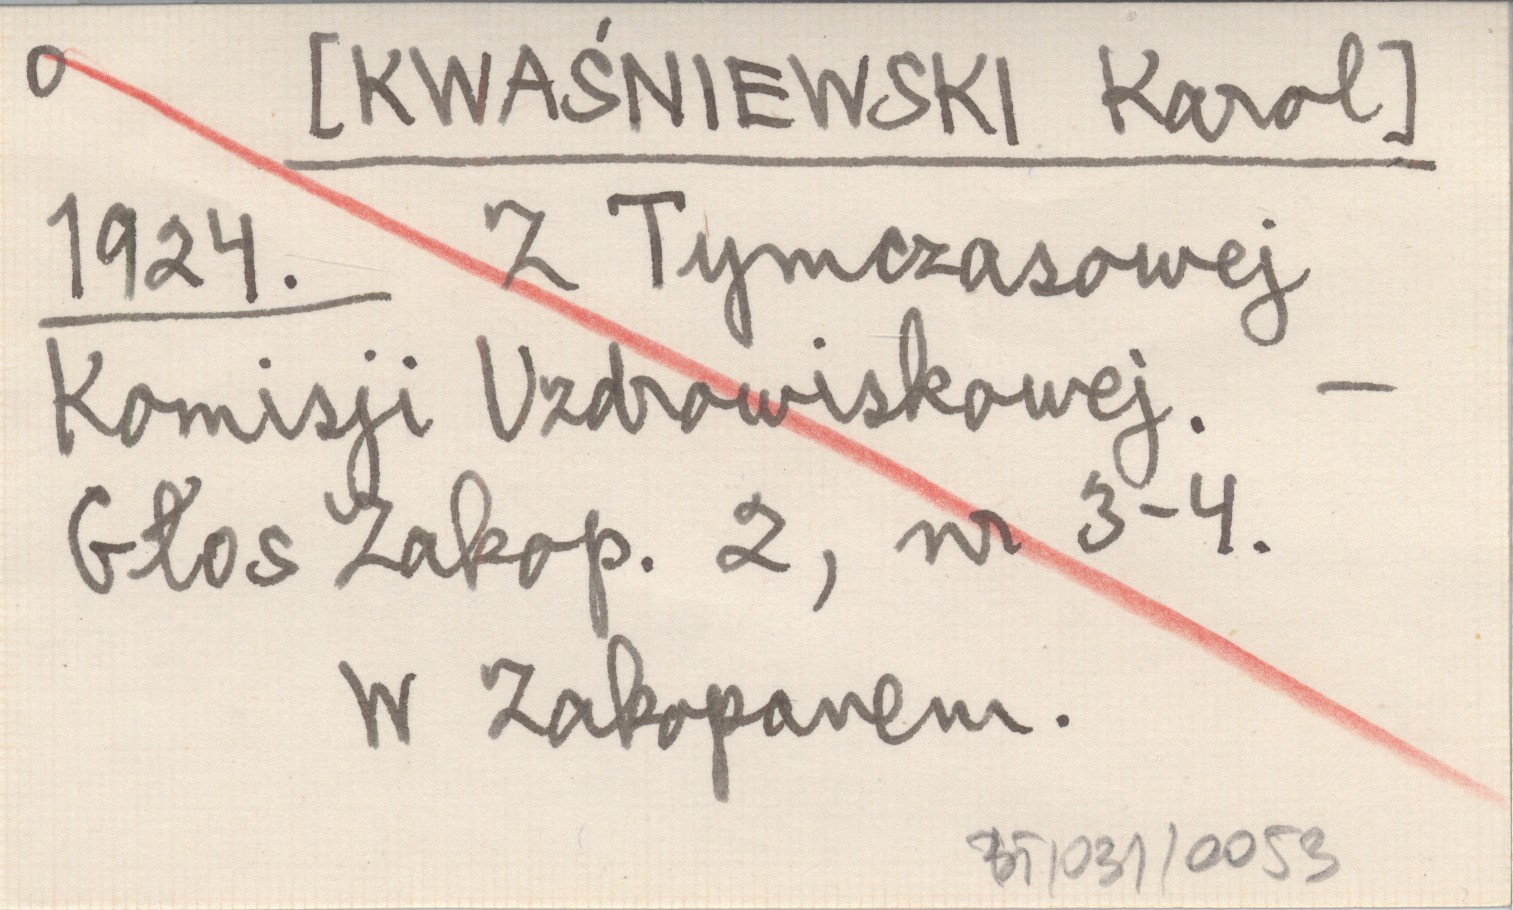 o [KWAŚNIEWSKI Karol]
1924. Z Tymczasowej
Komisji Uzdrowiskowej. —
Głos Zakop. 2, nr 3-4.
W Zakopanem.
BT/031/0053